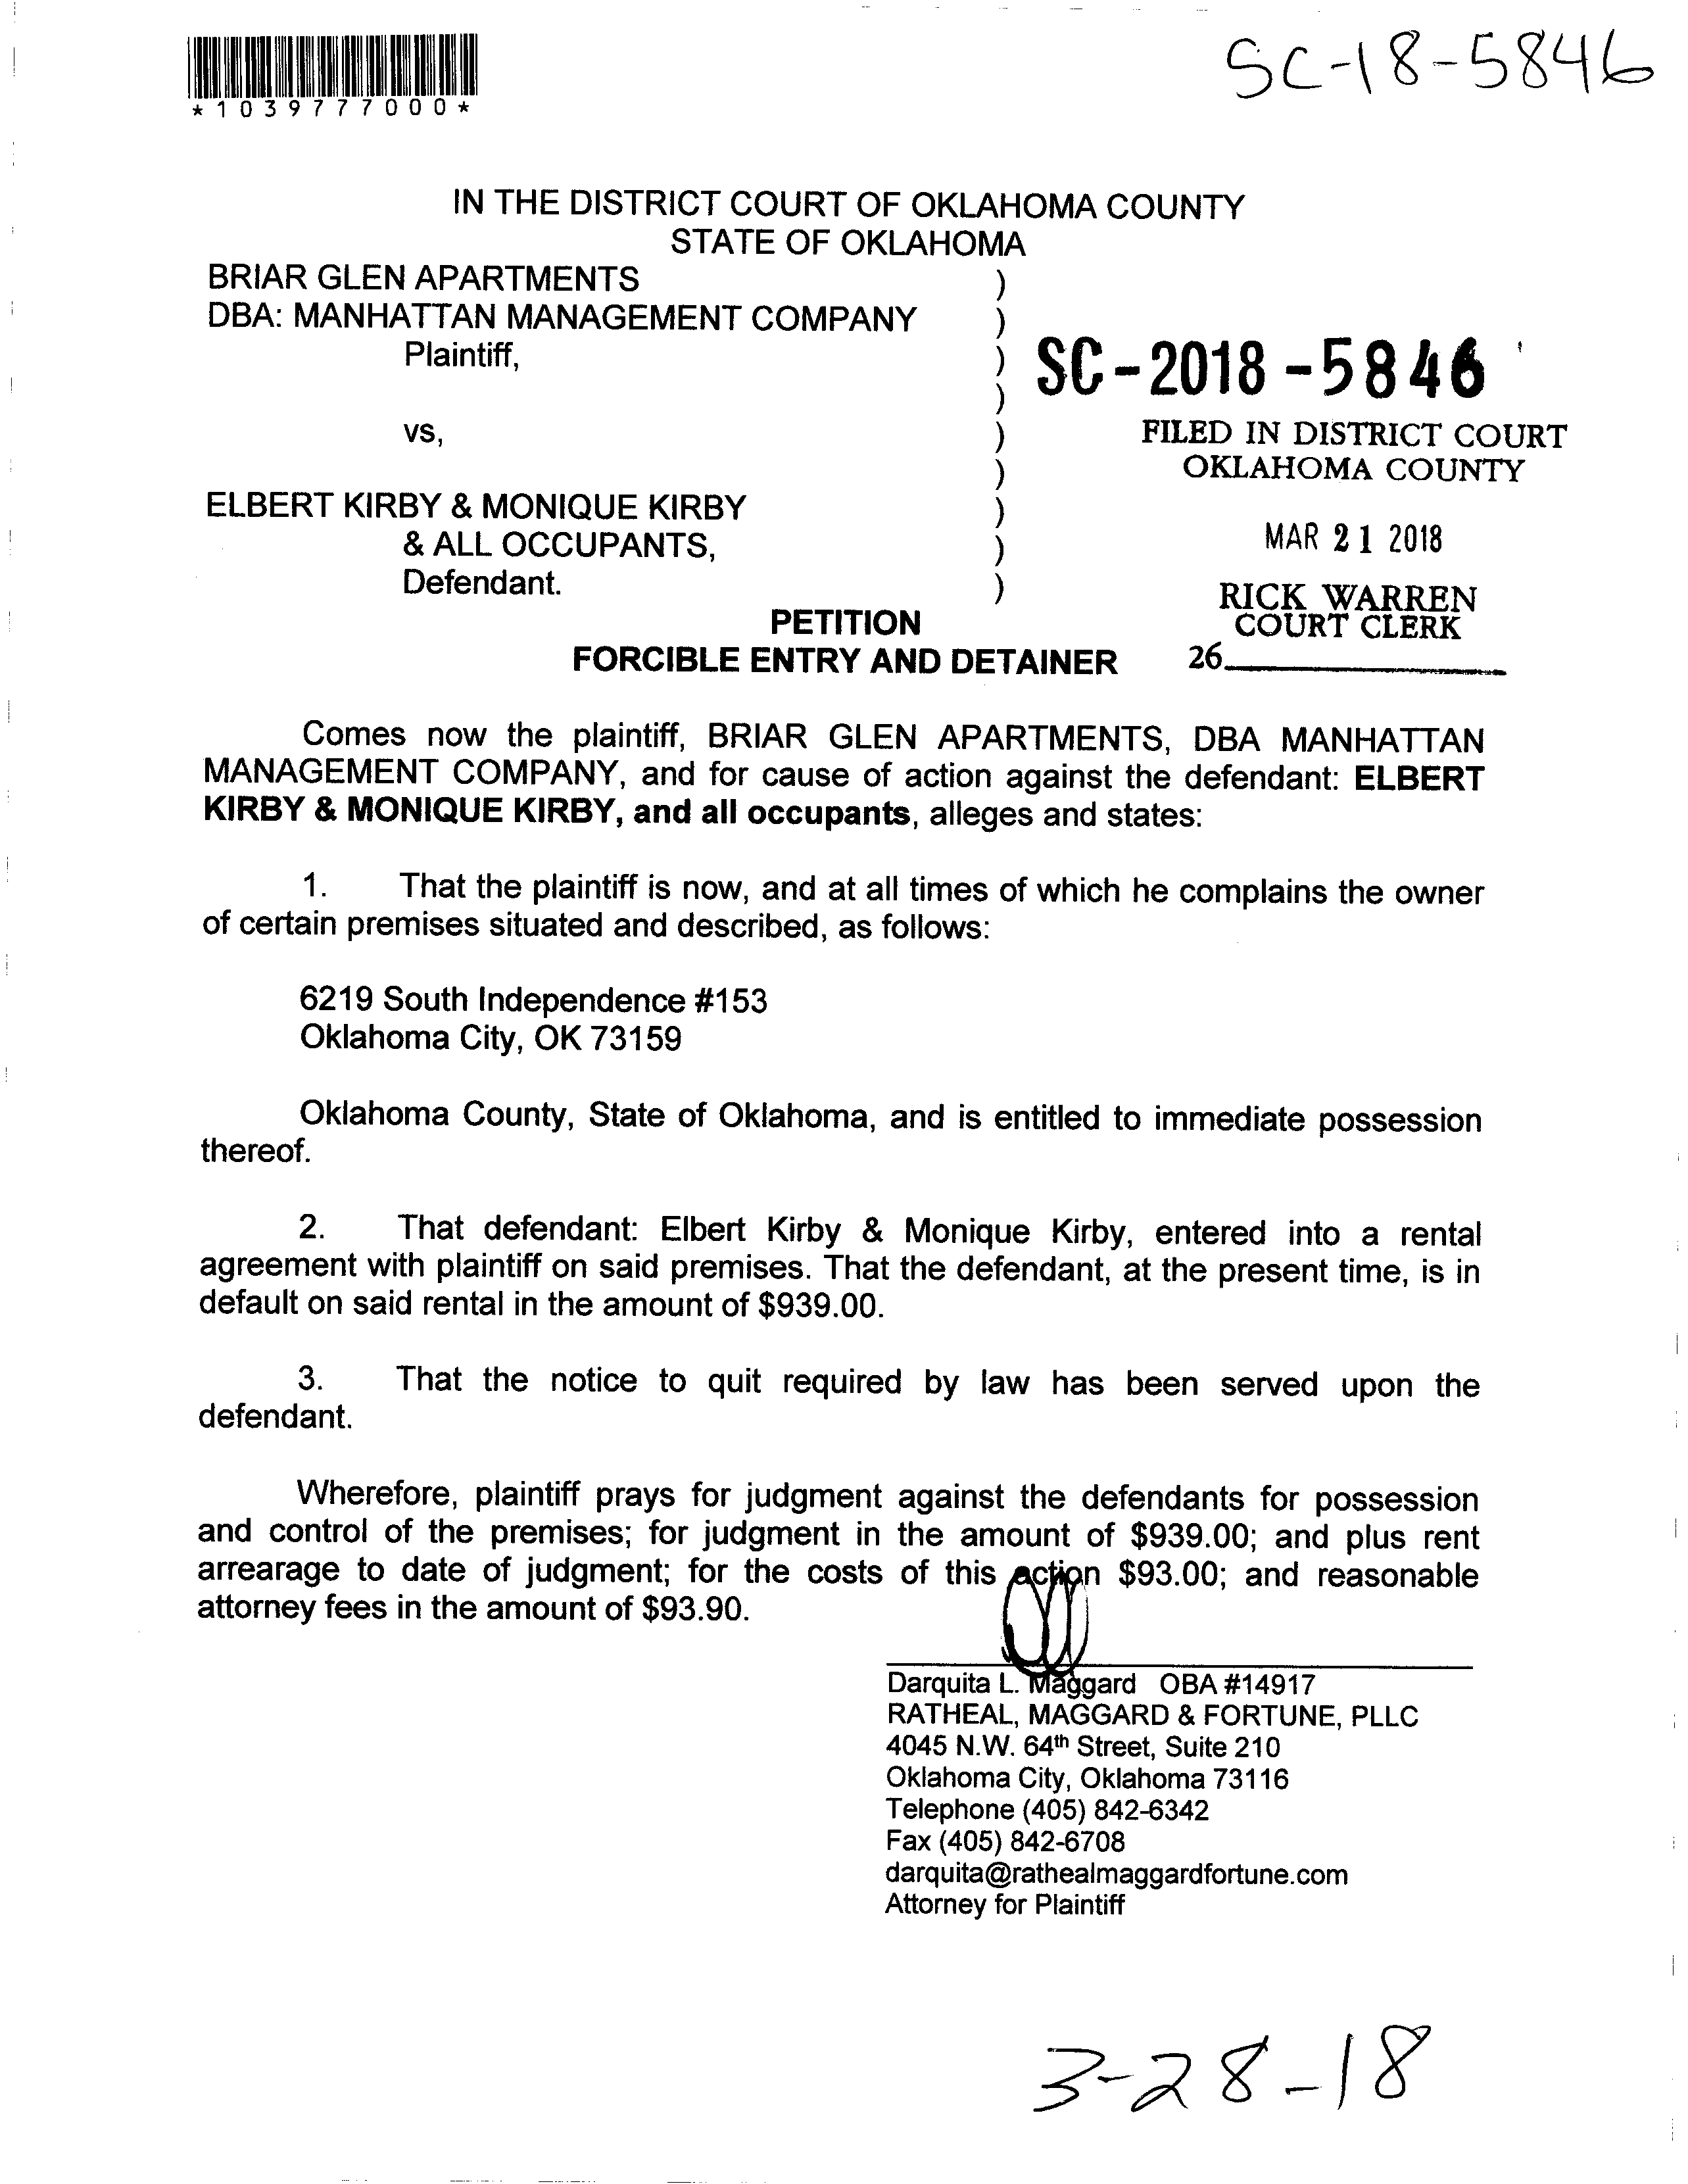 SC-18-5846
*1039777000*
IN THE DISTRICT COURT OF OKLAHOMA COUNTY
STATE OF OKLAHOMA
BRIAR GLEN APARTMENTS )
DBA: MANHATTAN MANAGEMENT COMPANY )
Plaintiff, )
)
SC-2018-5846
vs, )
)
FILED IN DISTRICT COURT
OKLAHOMA COUNTY
ELBERT KIRBY & MONIQUE KIRBY )
& ALL OCCUPANTS, )
Defendant. )
MAR 21 2018
RICK WARREN
COURT CLERK
26
PETITION
FORCIBLE ENTRY AND DETAINER
Comes now the plaintiff, BRIAR GLEN APARTMENTS, DBA MANHATTAN
MANAGEMENT COMPANY, and for cause of action against the defendant: ELBERT
KIRBY & MONIQUE KIRBY, and all occupants, alleges and states:
1. That the plaintiff is now, and at all times of which he complains the owner
of certain premises situated and described, as follows:
6219 South Independence #153
Oklahoma City, OK 73159
Oklahoma County, State of Oklahoma, and is entitled to immediate possession
thereof.
2. That defendant: Elbert Kirby & Monique Kirby, entered into a rental
agreement with plaintiff on said premises. That the defendant, at the present time, is in
default on said rental in the amount of $939.00.
3. That the notice to quit required by law has been served upon the
defendant.
Wherefore, plaintiff prays for judgment against the defendants for possession
and control of the premises; for judgment in the amount of $939.00; and plus rent
arrearage to date of judgment; for the costs of this action $93.00; and reasonable
attorney fees in the amount of $93.90.
Darquita L. Maggard OBA #14917
RATHEAL, MAGGARD & FORTUNE, PLLC
4045 N.W. 64th Street, Suite 210
Oklahoma City, Oklahoma 73116
Telephone (405) 842-6342
Fax (405) 842-6708
darquita@rathealmaggardfortune.com
Attorney for Plaintiff
3-28-18